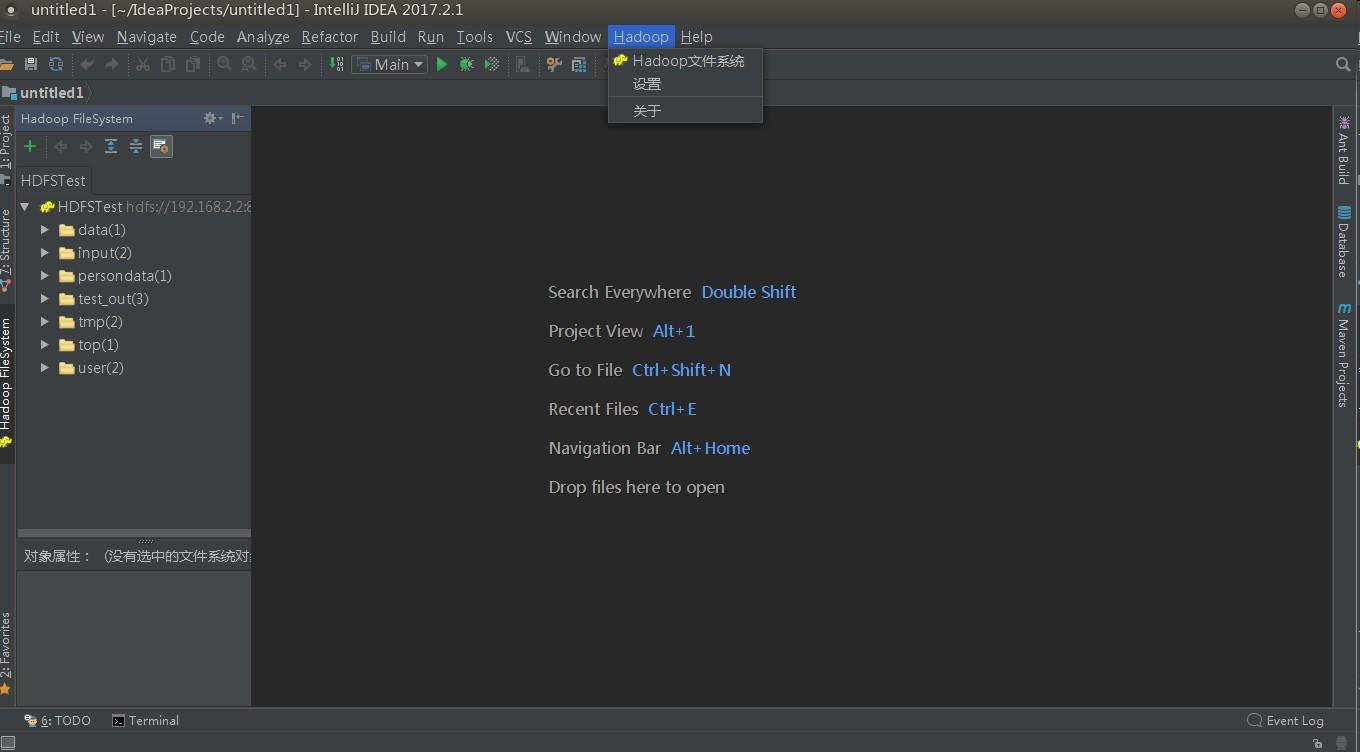 untitled1 - [~/IdeaProjects/untitled1] - IntelliJ IDEA 2017.2.1
File Edit View Navigate Code Analyze Refactor Build Run Tools VCS Window Hadoop Help
Main
Hadoop文件系统
设置
关于
untitled1
Hadoop FileSystem
HDFSTest
HDFSTest hdfs://192.168.2.2:8
data(1)
input(2)
persondata(1)
test_out(3)
tmp(2)
top(1)
user(2)
对象属性： (没有选中的文件系统对
1: Project
7: Structure
Hadoop FileSystem
2: Favorites
Search Everywhere Double Shift
Project View Alt+1
Go to File Ctrl+Shift+N
Recent Files Ctrl+E
Navigation Bar Alt+Home
Drop files here to open
Ant Build
Database
Maven Projects
6: TODO Terminal
Event Log